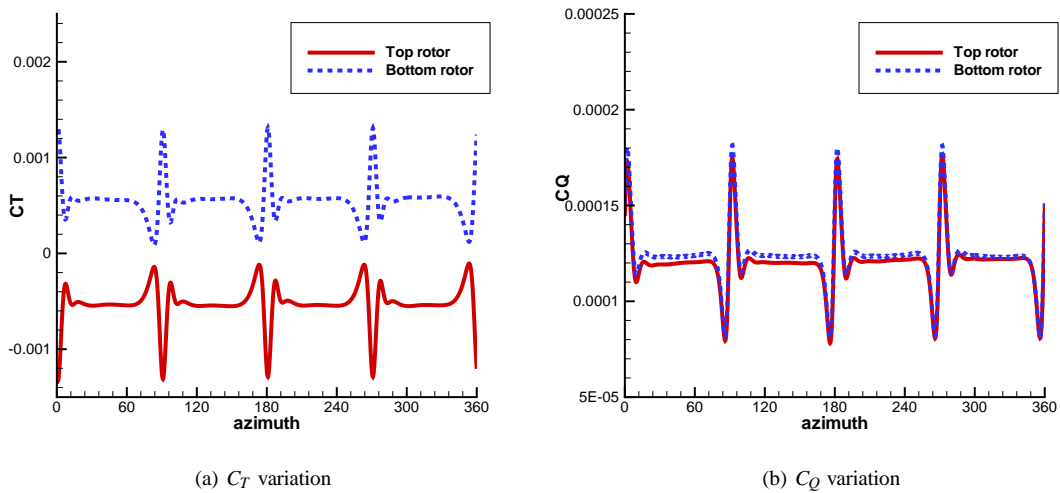 CT
0.002
0.001
0
-0.001
0 60 120 180 240 300 360
azimuth
Top rotor
Bottom rotor
(a) C_T variation
CQ
0.00025
0.0002
0.00015
0.0001
5E-05
0 60 120 180 240 300 360
azimuth
Top rotor
Bottom rotor
(b) C_Q variation